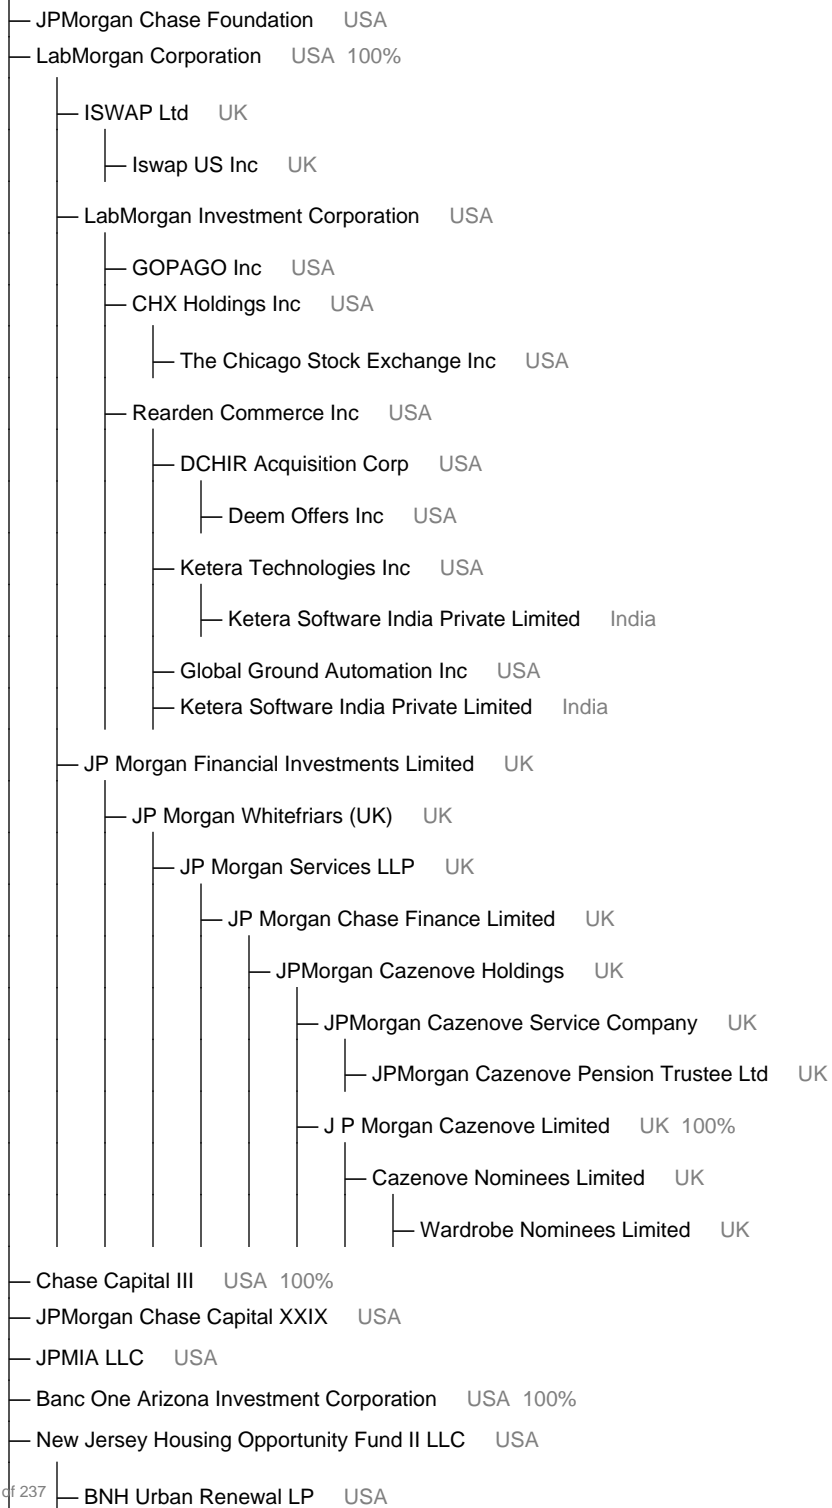 JPMorgan Chase Foundation USA
LabMorgan Corporation USA 100%
ISWAP Ltd UK
Iswap US Inc UK
LabMorgan Investment Corporation USA
GOPAGO Inc USA
CHX Holdings Inc USA
The Chicago Stock Exchange Inc USA
Rearden Commerce Inc USA
DCHIR Acquisition Corp USA
Deem Offers Inc USA
Ketera Technologies Inc USA
Ketera Software India Private Limited India
Global Ground Automation Inc USA
Ketera Software India Private Limited India
JP Morgan Financial Investments Limited UK
JP Morgan Whitefriars (UK) UK
JP Morgan Services LLP UK
JP Morgan Chase Finance Limited UK
JPMorgan Cazenove Holdings UK
JPMorgan Cazenove Service Company UK
JPMorgan Cazenove Pension Trustee Ltd UK
J P Morgan Cazenove Limited UK 100%
Cazenove Nominees Limited UK
Wardrobe Nominees Limited UK
Chase Capital III USA 100%
JPMorgan Chase Capital XXIX USA
JPMIA LLC USA
Banc One Arizona Investment Corporation USA 100%
New Jersey Housing Opportunity Fund II LLC USA
of 237
BNH Urban Renewal LP USA